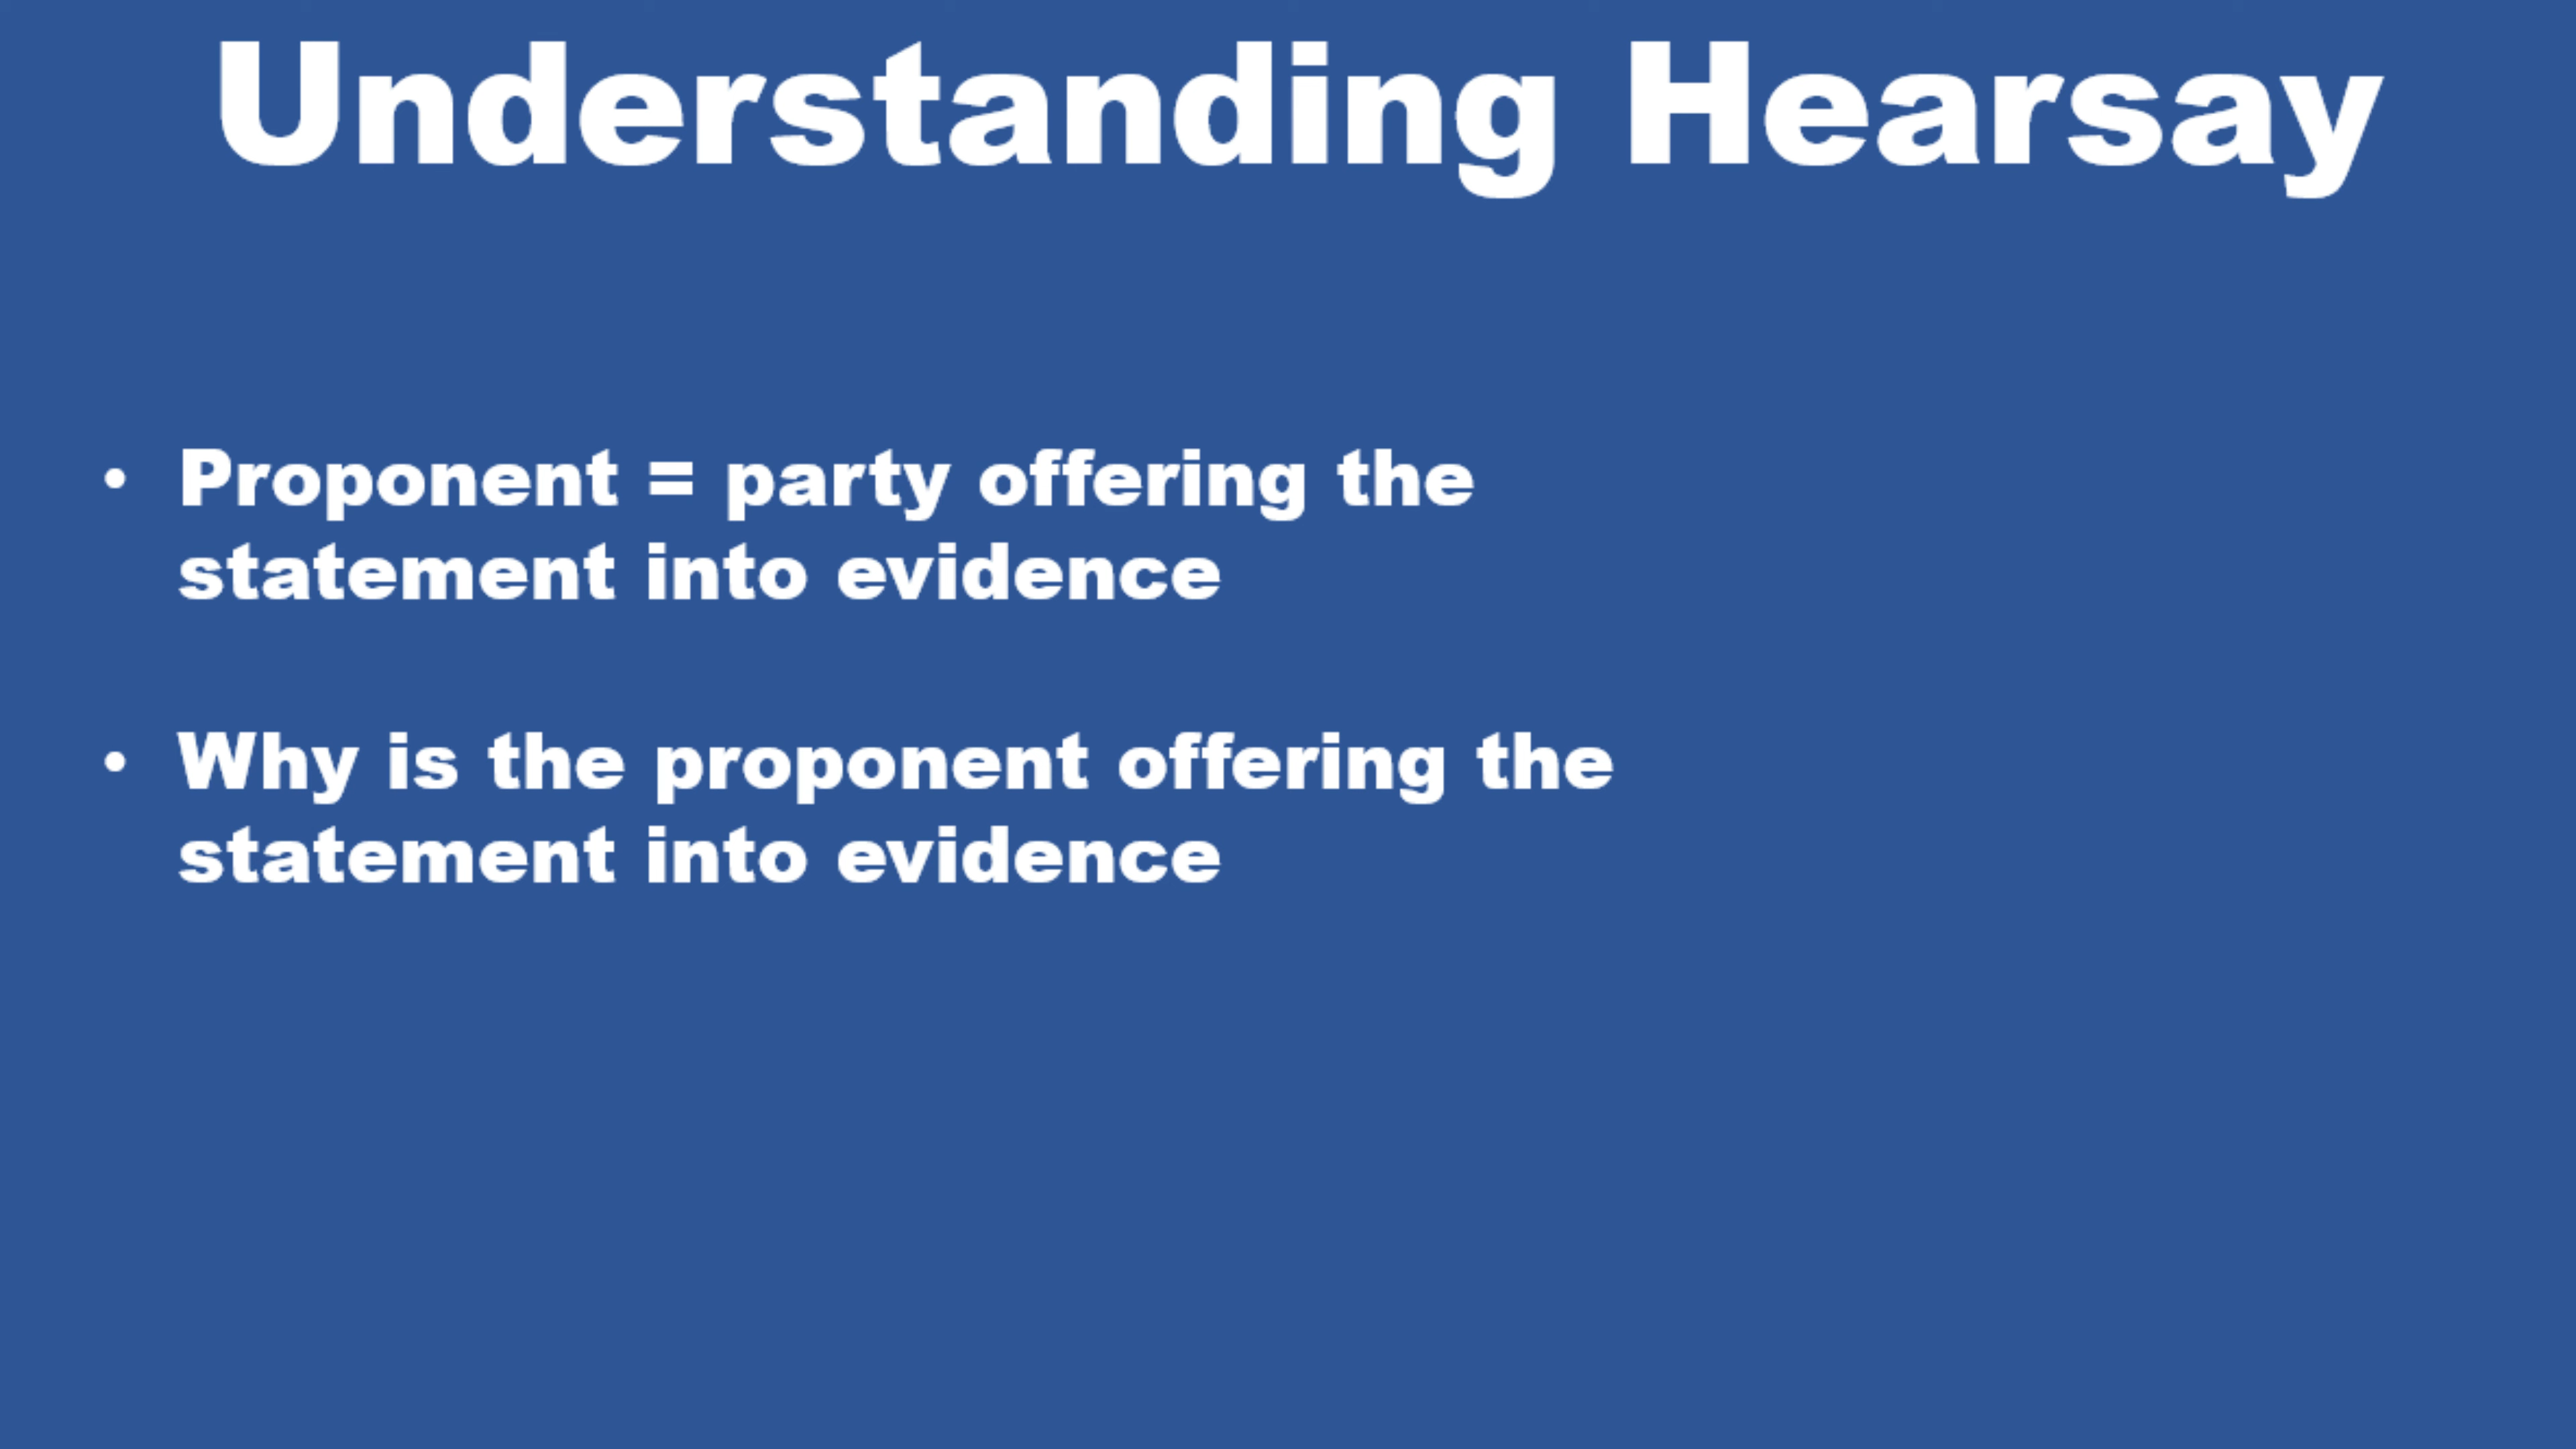 Understanding Hearsay
• Proponent = party offering the
statement into evidence
• Why is the proponent offering the
statement into evidence